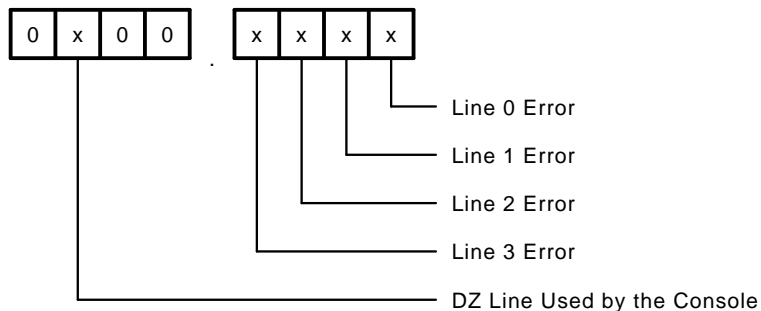 0 x 0 0 . x x x x
Line 0 Error
Line 1 Error
Line 2 Error
Line 3 Error
DZ Line Used by the Console